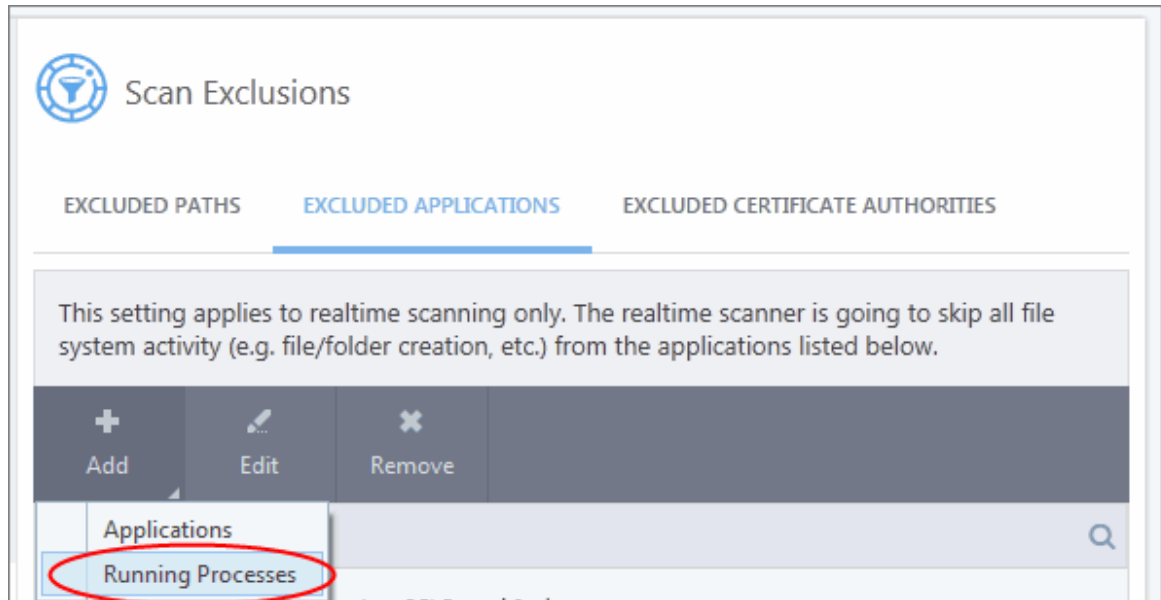 Scan Exclusions
EXCLUDED PATHS EXCLUDED APPLICATIONS EXCLUDED CERTIFICATE AUTHORITIES
This setting applies to realtime scanning only. The realtime scanner is going to skip all file
system activity (e.g. file/folder creation, etc.) from the applications listed below.
Add Edit Remove
Applications
Running Processes